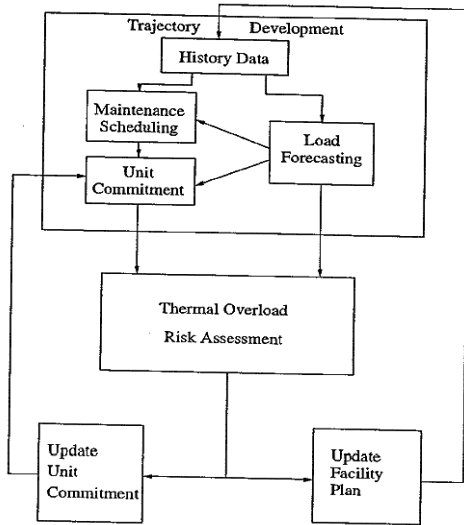 Trajectory Development
History Data
Maintenance
Scheduling
Load
Forecasting
Unit
Commitment
Thermal Overload
Risk Assessment
Update
Unit
Commitment
Update
Facility
Plan